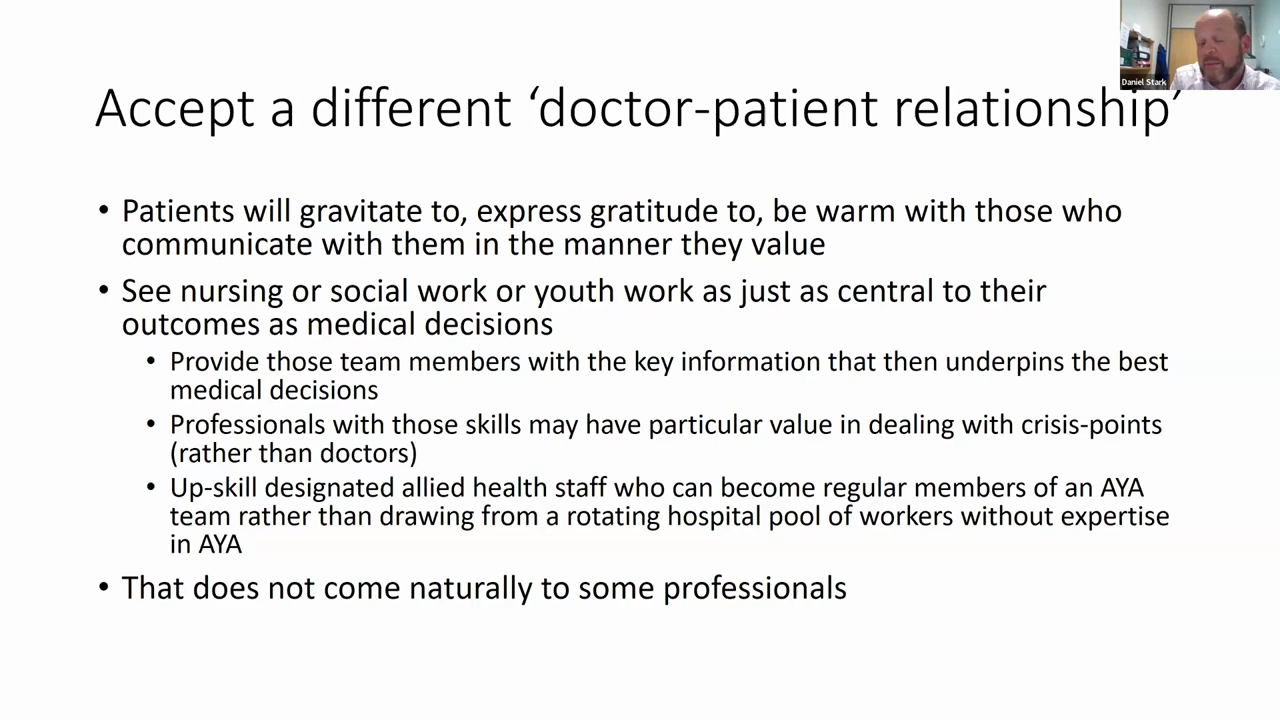 Daniel Stark
Accept a different ‘doctor-patient relationship’
• Patients will gravitate to, express gratitude to, be warm with those who
communicate with them in the manner they value
• See nursing or social work or youth work as just as central to their
outcomes as medical decisions
• Provide those team members with the key information that then underpins the best
medical decisions
• Professionals with those skills may have particular value in dealing with crisis-points
(rather than doctors)
• Up-skill designated allied health staff who can become regular members of an AYA
team rather than drawing from a rotating hospital pool of workers without expertise
in AYA
• That does not come naturally to some professionals